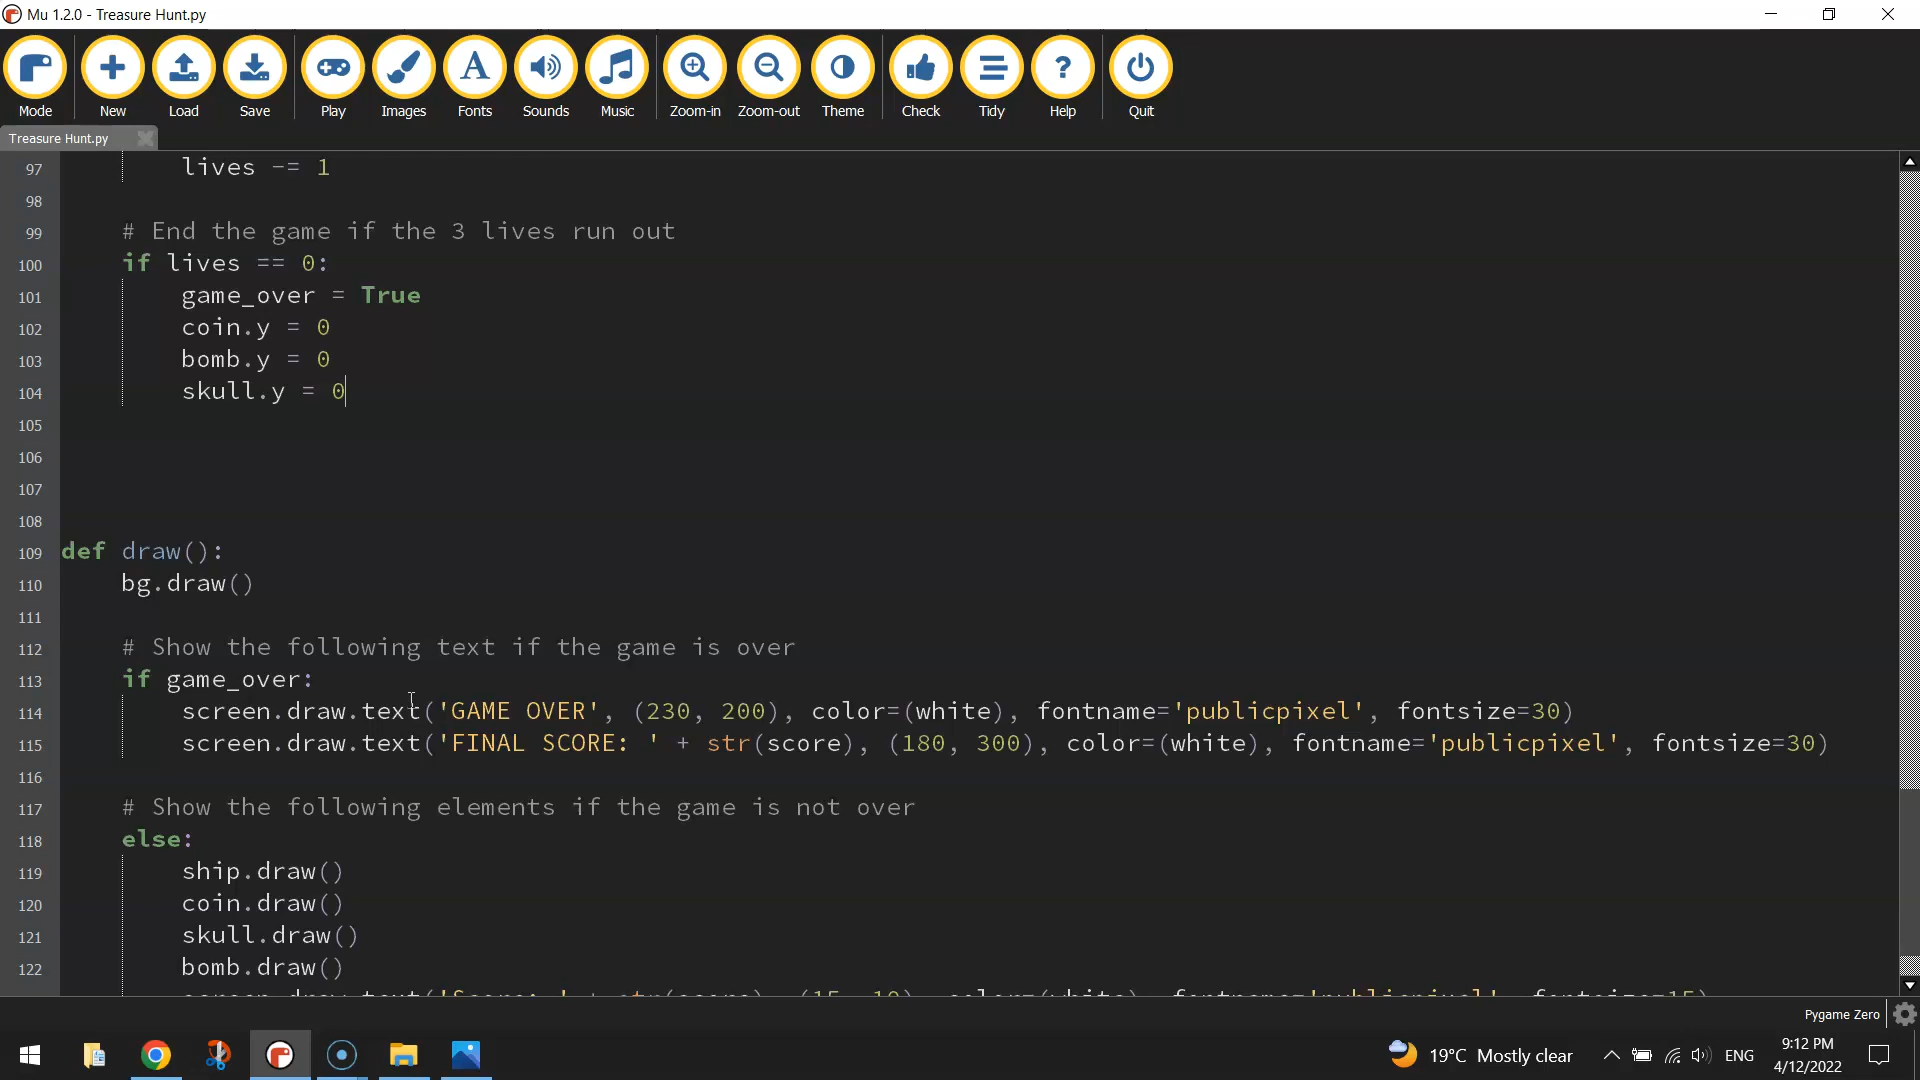 Mu 1.2.0 - Treasure Hunt.py
Mode New Load Save Play Images Fonts Sounds Music Zoom-in Zoom-out Theme Check Tidy Help Quit
Treasure Hunt.py
97 lives -= 1
98
99 # End the game if the 3 lives run out
100 if lives == 0:
101 game_over = True
102 coin.y = 0
103 bomb.y = 0
104 skull.y = 0
105
106
107
108
109 def draw():
110 bg.draw()
111
112 # Show the following text if the game is over
113 if game_over:
114 screen.draw.text('GAME OVER', (230, 200), color=(white), fontname='publicpixel', fontsize=30)
115 screen.draw.text('FINAL SCORE: ' + str(score), (180, 300), color=(white), fontname='publicpixel', fontsize=30)
116
117 # Show the following elements if the game is not over
118 else:
119 ship.draw()
120 coin.draw()
121 skull.draw()
122 bomb.draw()
Pygame Zero
19°C Mostly clear
ENG
9:12 PM
4/12/2022